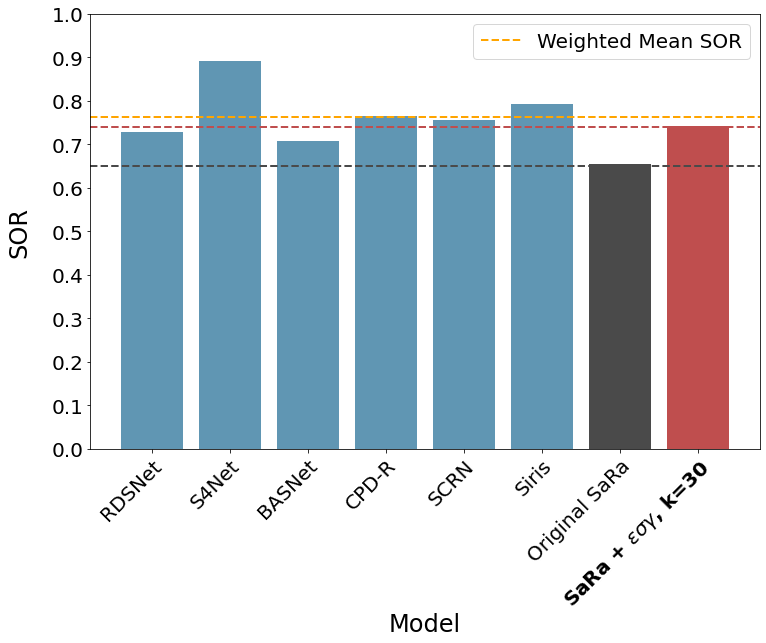 1.0
0.9
0.8
0.7
0.6
0.5
0.4
0.3
0.2
0.1
0.0
SOR
Weighted Mean SOR
RDSNet
S4Net
BASNet
CPD-R
SCRN
Siris
Original SaRa
SaRa + εσγ, k=30
Model